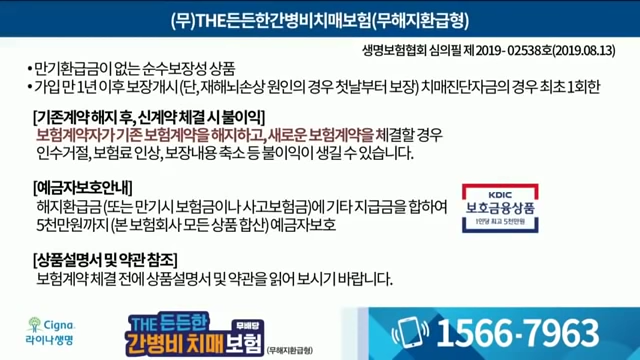 (무)THE든든한간병비치매보험(무해지환급형)
생명보험협회 심의필 제2019- 02538호(2019.08.13)
• 만기환급금이 없는 순수보장성 상품
• 가입 만 1년 이후 보장개시(단, 재해뇌손상 원인의 경우 첫날부터 보장) 치매진단자금의 경우 최초 1회한
[기존계약 해지 후, 신계약 체결 시 불이익]
보험계약자가 기존 보험계약을 해지하고, 새로운 보험계약을 체결할 경우
인수거절, 보험료 인상, 보장내용 축소 등 불이익이 생길 수 있습니다.
[예금자보호안내]
해지환급금 (또는 만기시 보험금이나 사고보험금)에 기타 지급금을 합하여
5천만원까지 (본 보험회사 모든 상품 합산) 예금자보호
KDIC
보호금융상품
1인당 최고 5천만원
[상품설명서 및 약관 참조]
보험계약 체결 전에 상품설명서 및 약관을 읽어 보시기 바랍니다.
Cigna
라이나생명
THE 든든한 무배당
간병비 치매보험 (무해지환급형)
1566-7963